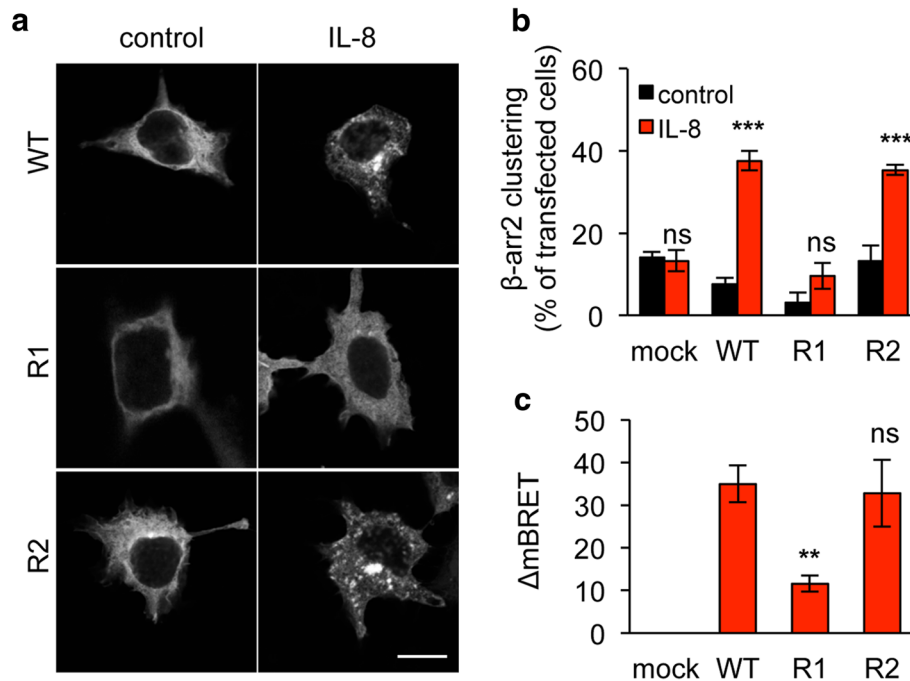 a
control IL-8
WT
R1
R2
b
β-arr2 clustering
(% of transfected cells)
60
40
20
0
control
IL-8
ns
***
ns
***
mock WT R1 R2
c
ΔmBRET
50
40
30
20
10
0
**
ns
mock WT R1 R2